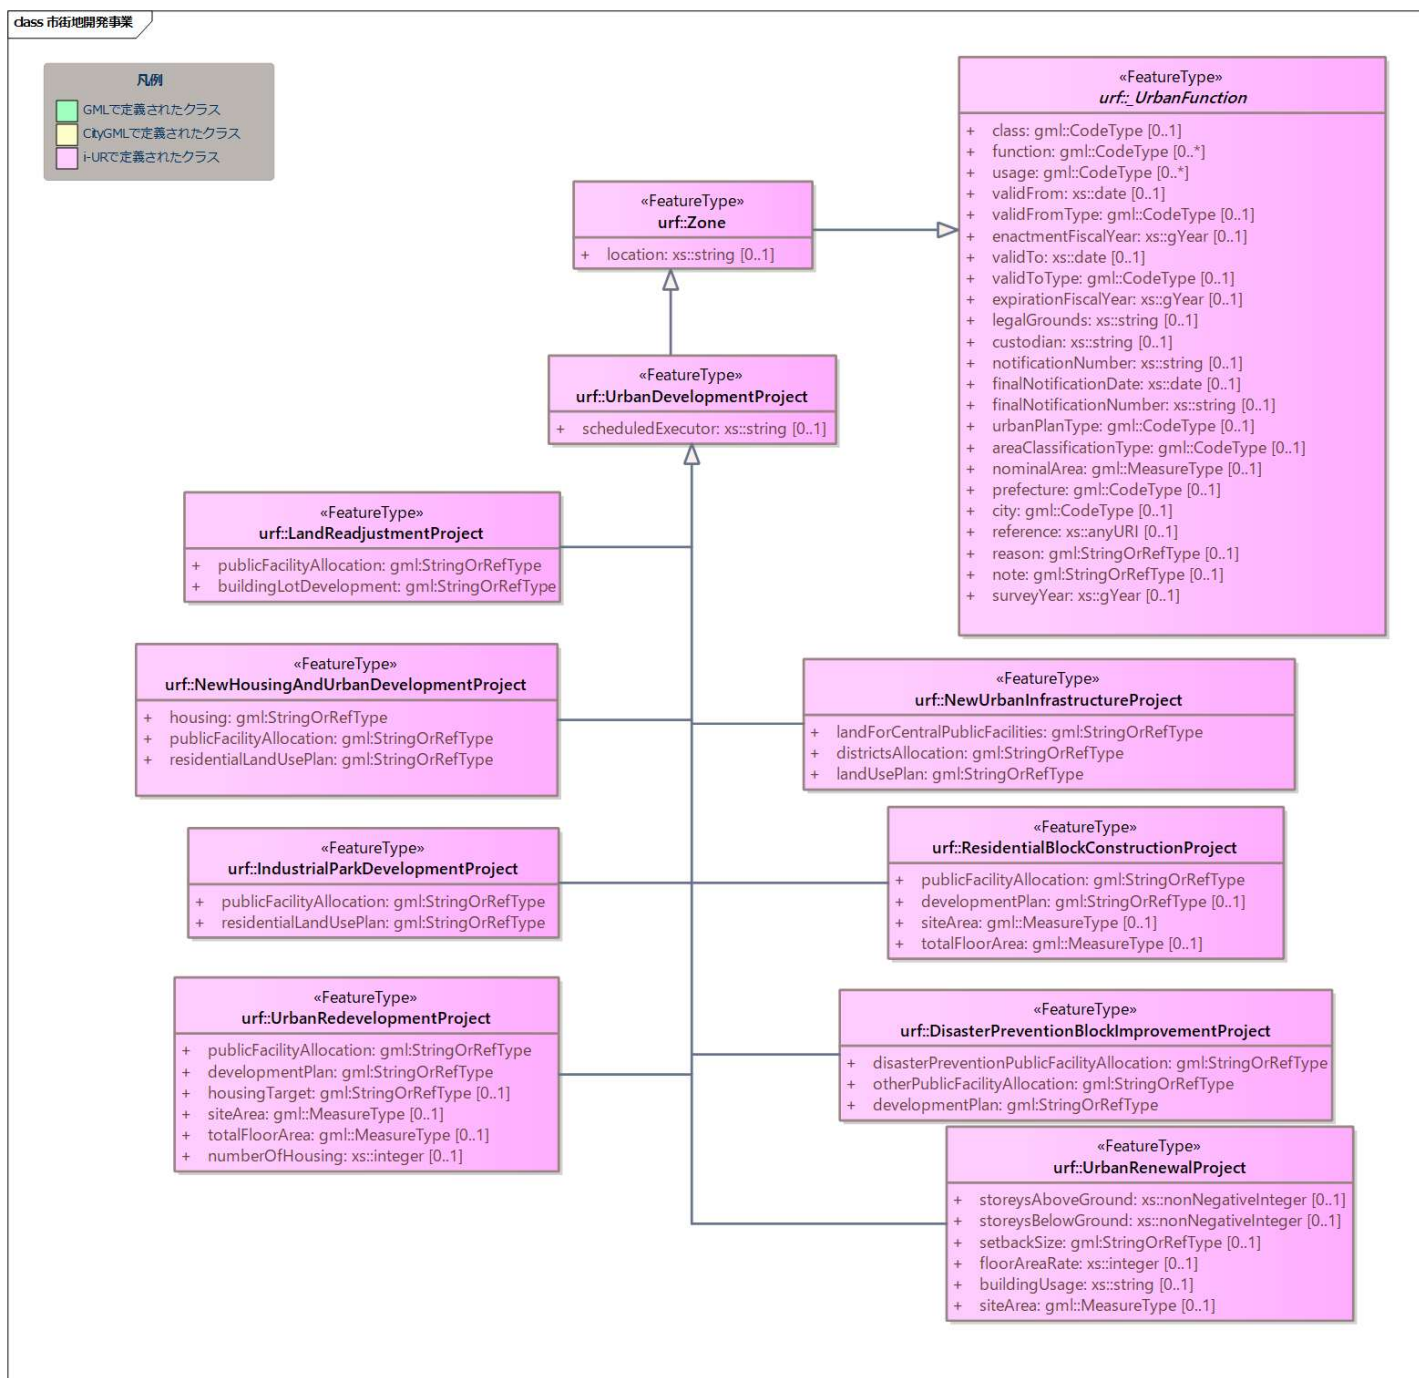 class 市街地開発事業
凡例
GMLで定義されたクラス
CityGMLで定義されたクラス
i-URで定義されたクラス
«FeatureType»
urf::_UrbanFunction
+ class: gml::CodeType [0..1]
+ function: gml::CodeType [0..*]
+ usage: gml::CodeType [0..*]
+ validFrom: xs::date [0..1]
+ validFromType: gml::CodeType [0..1]
+ enactmentFiscalYear: xs::gYear [0..1]
+ validTo: xs::date [0..1]
+ validToType: gml::CodeType [0..1]
+ expirationFiscalYear: xs::gYear [0..1]
+ legalGrounds: xs::string [0..1]
+ custodian: xs::string [0..1]
+ notificationNumber: xs::string [0..1]
+ finalNotificationDate: xs::date [0..1]
+ finalNotificationNumber: xs::string [0..1]
+ urbanPlanType: gml::CodeType [0..1]
+ areaClassificationType: gml::CodeType [0..1]
+ nominalArea: gml::MeasureType [0..1]
+ prefecture: gml::CodeType [0..1]
+ city: gml::CodeType [0..1]
+ reference: xs::anyURI [0..1]
+ reason: gml:StringOrRefType [0..1]
+ note: gml:StringOrRefType [0..1]
+ surveyYear: xs::gYear [0..1]
«FeatureType»
urf::Zone
+ location: xs::string [0..1]
«FeatureType»
urf::UrbanDevelopmentProject
+ scheduledExecutor: xs::string [0..1]
«FeatureType»
urf::LandReadjustmentProject
+ publicFacilityAllocation: gml:StringOrRefType
+ buildingLotDevelopment: gml:StringOrRefType
«FeatureType»
urf::NewHousingAndUrbanDevelopmentProject
+ housing: gml:StringOrRefType
+ publicFacilityAllocation: gml:StringOrRefType
+ residentialLandUsePlan: gml:StringOrRefType
«FeatureType»
urf::NewUrbanInfrastructureProject
+ landForCentralPublicFacilities: gml:StringOrRefType
+ districtsAllocation: gml:StringOrRefType
+ landUsePlan: gml:StringOrRefType
«FeatureType»
urf::IndustrialParkDevelopmentProject
+ publicFacilityAllocation: gml:StringOrRefType
+ residentialLandUsePlan: gml:StringOrRefType
«FeatureType»
urf::ResidentialBlockConstructionProject
+ publicFacilityAllocation: gml:StringOrRefType
+ developmentPlan: gml:StringOrRefType [0..1]
+ siteArea: gml::MeasureType [0..1]
+ totalFloorArea: gml::MeasureType [0..1]
«FeatureType»
urf::UrbanRedevelopmentProject
+ publicFacilityAllocation: gml:StringOrRefType
+ developmentPlan: gml:StringOrRefType
+ housingTarget: gml:StringOrRefType [0..1]
+ siteArea: gml::MeasureType [0..1]
+ totalFloorArea: gml::MeasureType [0..1]
+ numberOfHousing: xs::integer [0..1]
«FeatureType»
urf::DisasterPreventionBlockImprovementProject
+ disasterPreventionPublicFacilityAllocation: gml:StringOrRefType
+ otherPublicFacilityAllocation: gml:StringOrRefType
+ developmentPlan: gml:StringOrRefType
«FeatureType»
urf::UrbanRenewalProject
+ storeysAboveGround: xs::nonNegativeInteger [0..1]
+ storeysBelowGround: xs::nonNegativeInteger [0..1]
+ setbackSize: gml:StringOrRefType [0..1]
+ floorAreaRate: xs::integer [0..1]
+ buildingUsage: xs::string [0..1]
+ siteArea: gml::MeasureType [0..1]